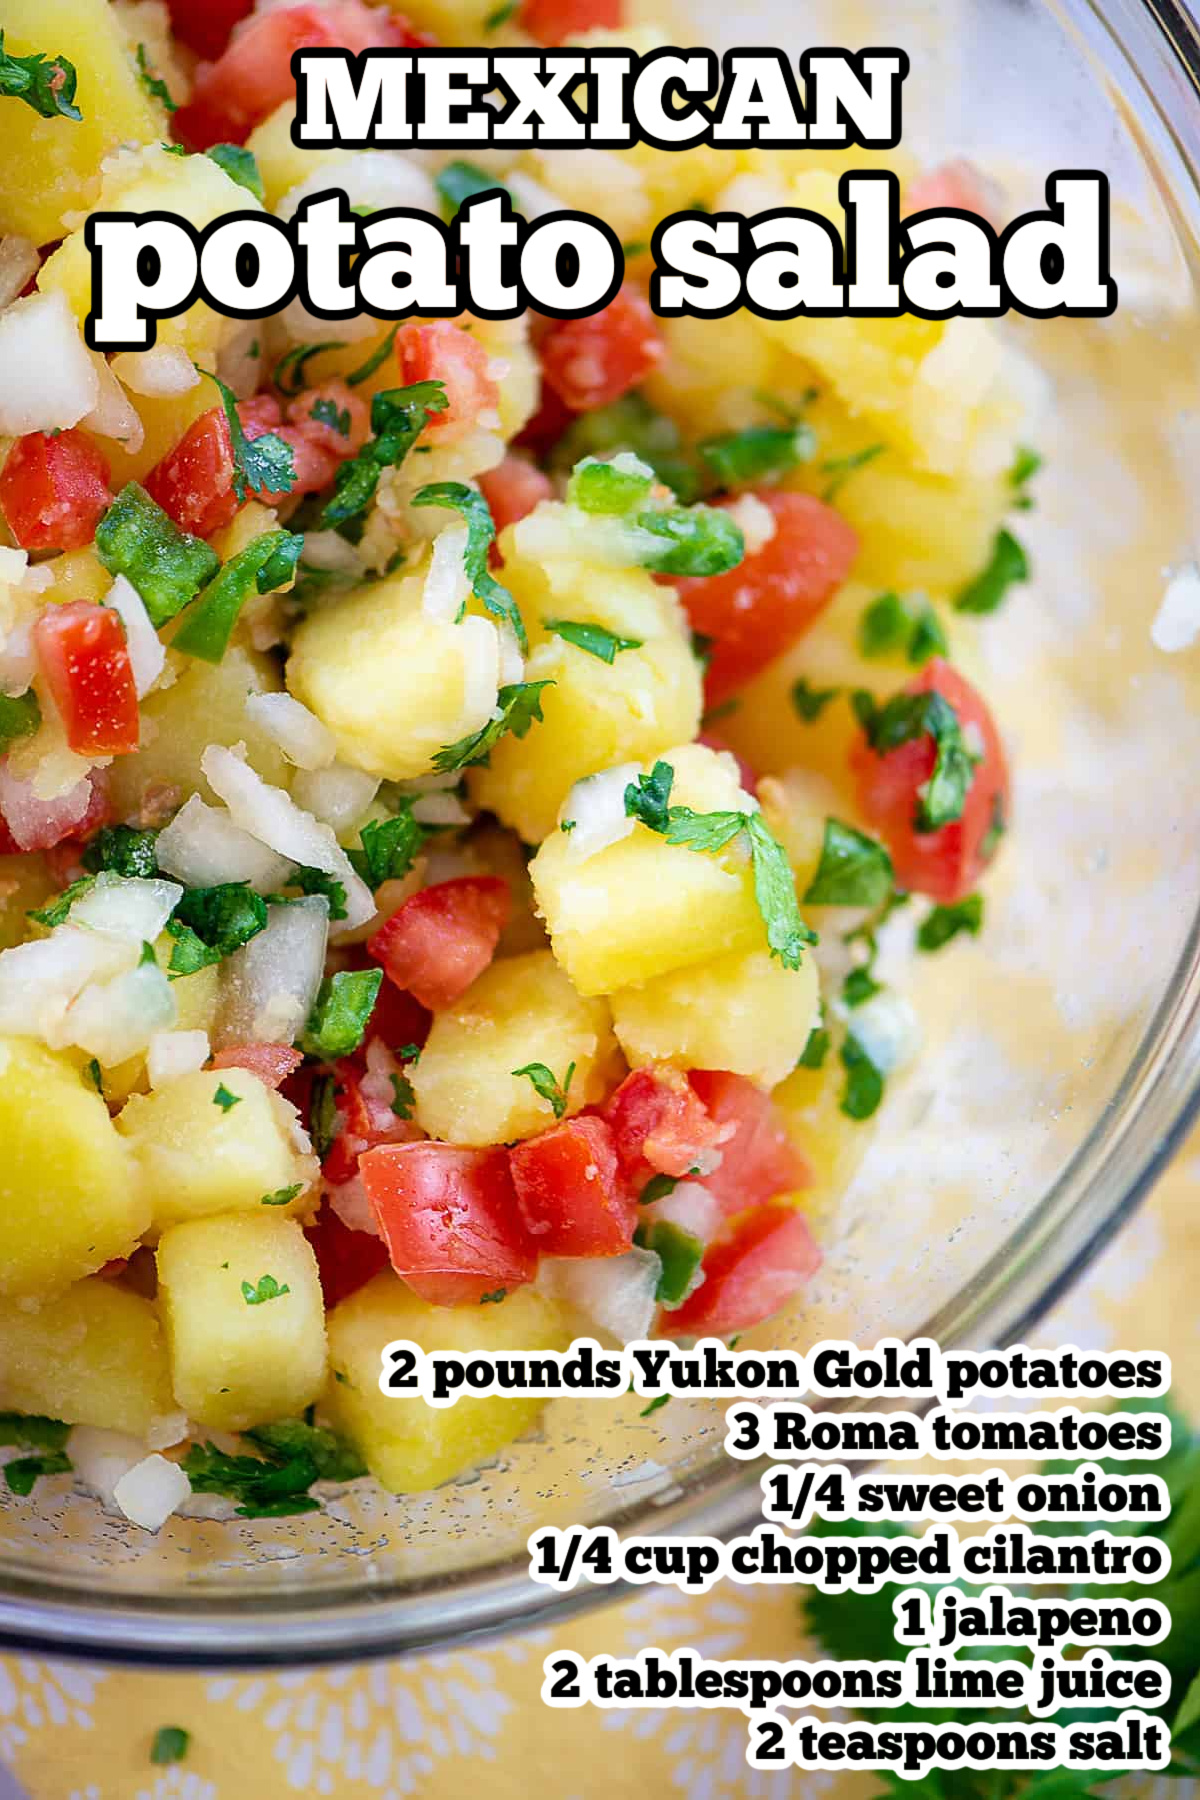 MEXICAN
potato salad
2 pounds Yukon Gold potatoes
3 Roma tomatoes
1/4 sweet onion
1/4 cup chopped cilantro
1 jalapeno
2 tablespoons lime juice
2 teaspoons salt